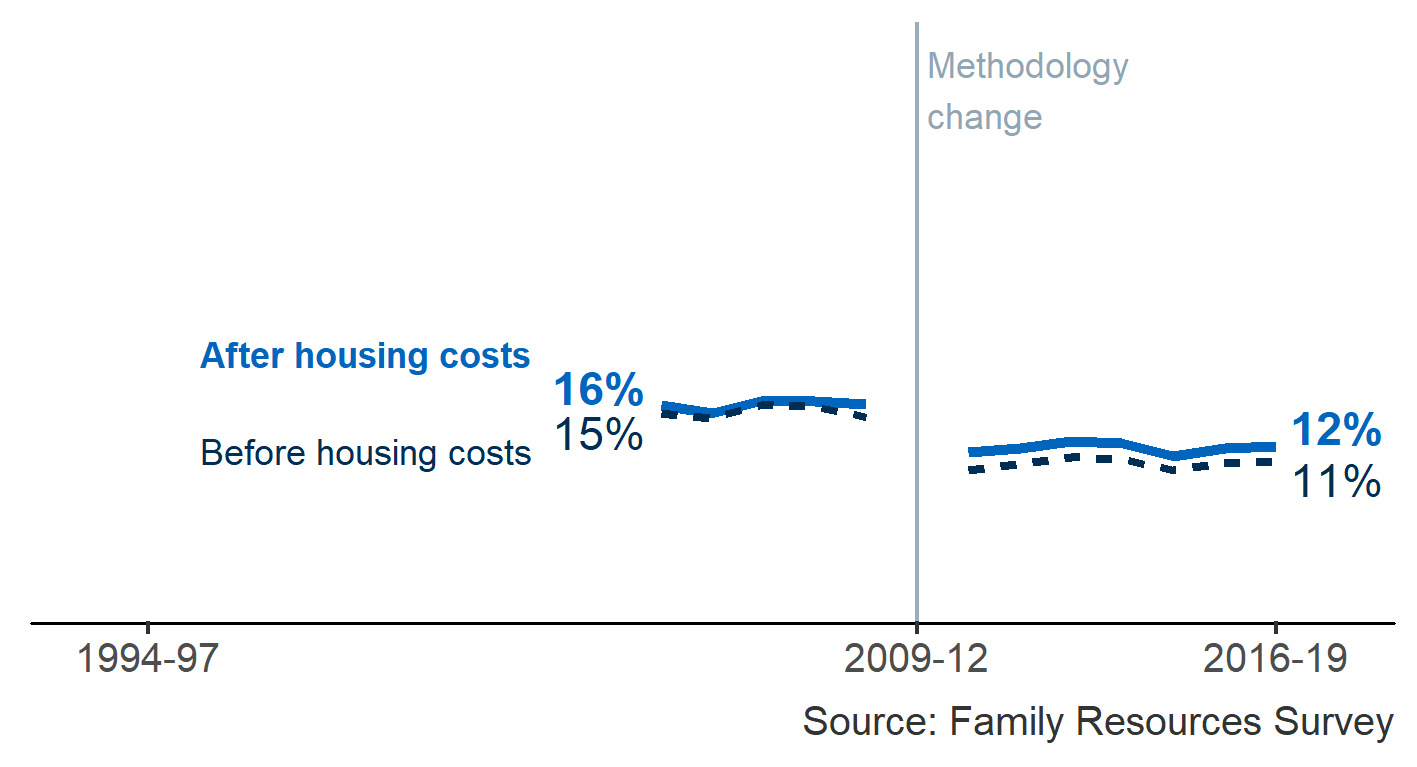 Methodology
change
After housing costs
16%
15%
Before housing costs
12%
11%
1994-97
2009-12
2016-19
Source: Family Resources Survey